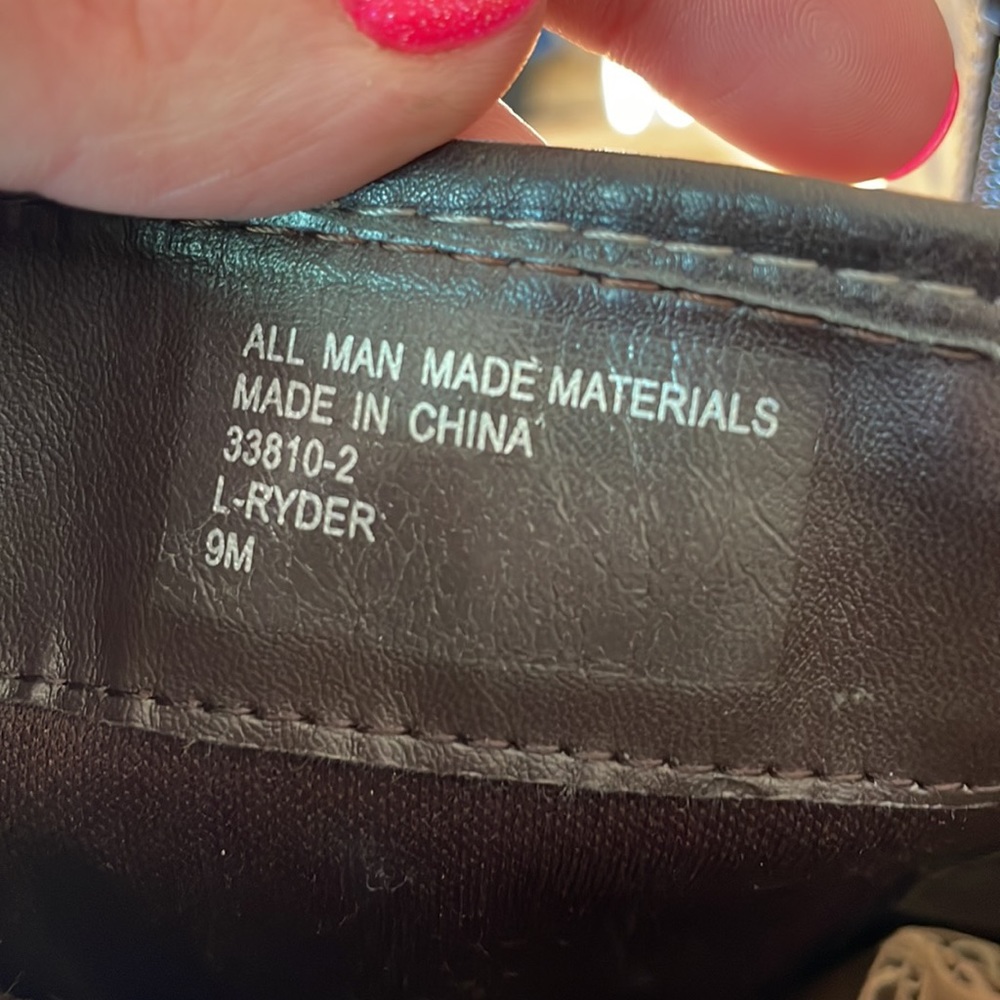 ALL MAN MADE MATERIALS
MADE IN CHINA
33810-2
L-RYDER
9M